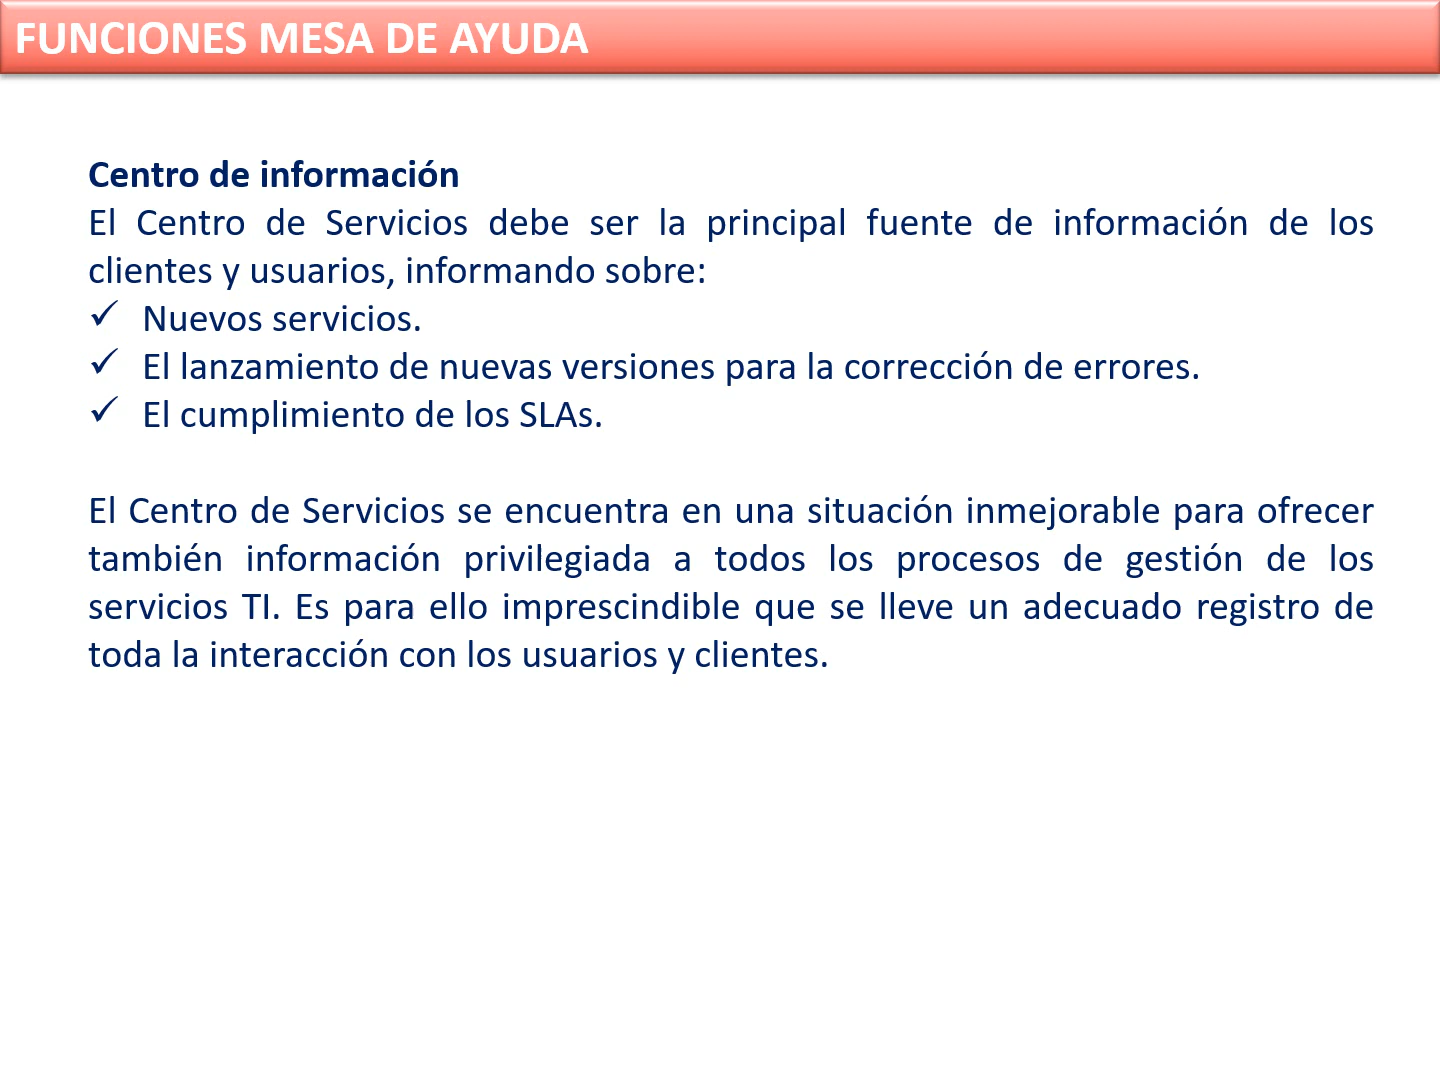 FUNCIONES MESA DE AYUDA
Centro de información
El Centro de Servicios debe ser la principal fuente de información de los
clientes y usuarios, informando sobre:
✓ Nuevos servicios.
✓ El lanzamiento de nuevas versiones para la corrección de errores.
✓ El cumplimiento de los SLAs.
El Centro de Servicios se encuentra en una situación inmejorable para ofrecer
también información privilegiada a todos los procesos de gestión de los
servicios TI. Es para ello imprescindible que se lleve un adecuado registro de
toda la interacción con los usuarios y clientes.